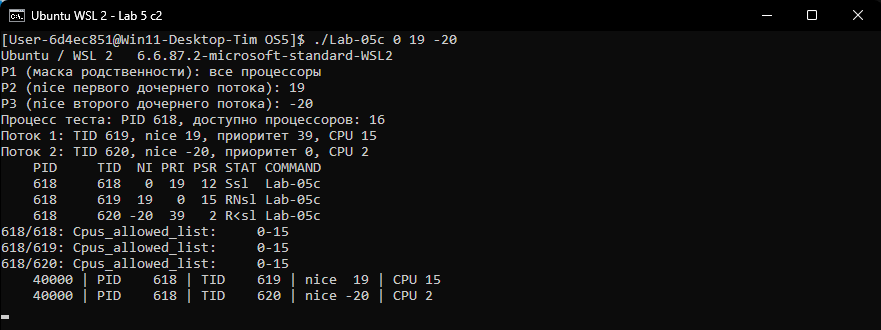 Ubuntu WSL 2 - Lab 5 c2
[User-6d4ec851@Win11-Desktop-Tim OS5]$ ./Lab-05c 0 19 -20
Ubuntu / WSL 2   6.6.87.2-microsoft-standard-WSL2
P1 (маска родственности): все процессоры
P2 (nice первого дочернего потока): 19
P3 (nice второго дочернего потока): -20
Процесс теста: PID 618, доступно процессоров: 16
Поток 1: TID 619, nice 19, приоритет 39, CPU 15
Поток 2: TID 620, nice -20, приоритет 0, CPU 2
    PID     TID  NI PRI PSR STAT COMMAND
    618     618   0  19  12 Ssl  Lab-05c
    618     619  19   0  15 RNsl Lab-05c
    618     620 -20  39   2 R<sl Lab-05c
618/618: Cpus_allowed_list:     0-15
618/619: Cpus_allowed_list:     0-15
618/620: Cpus_allowed_list:     0-15
    40000 | PID    618 | TID    619 | nice  19 | CPU 15
    40000 | PID    618 | TID    620 | nice -20 | CPU 2